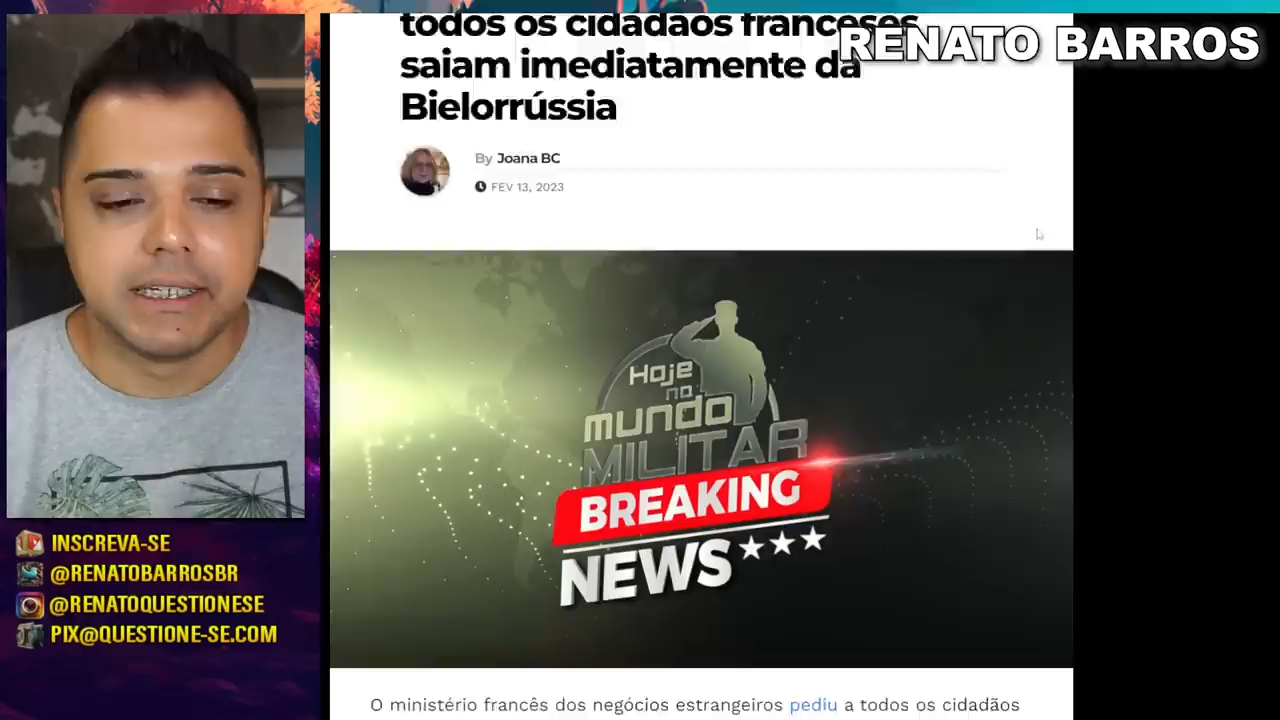 todos os cidadãos franceses
saiam imediatamente da
Bielorrússia
RENATO BARROS
By Joana BC
FEV 13, 2023
Hoje
no
mundo
MILITAR
BREAKING
NEWS
INSCREVA-SE
@RENATOBARROSBR
@RENATOQUESTIONESE
PIX@QUESTIONE-SE.COM
O ministério francês dos negócios estrangeiros pediu a todos os cidadãos